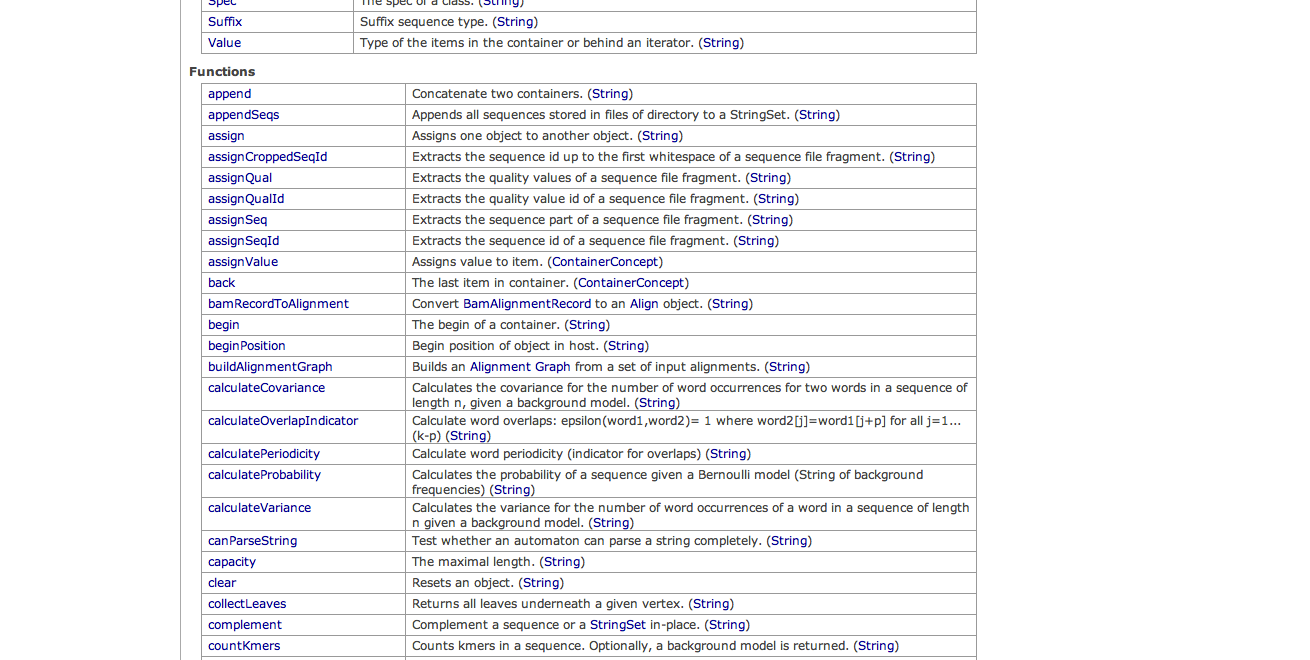 Spec The spec of a class. (String)
Suffix Suffix sequence type. (String)
Value Type of the items in the container or behind an iterator. (String)
Functions
append Concatenate two containers. (String)
appendSeqs Appends all sequences stored in files of directory to a StringSet. (String)
assign Assigns one object to another object. (String)
assignCroppedSeqId Extracts the sequence id up to the first whitespace of a sequence file fragment. (String)
assignQual Extracts the quality values of a sequence file fragment. (String)
assignQualId Extracts the quality value id of a sequence file fragment. (String)
assignSeq Extracts the sequence part of a sequence file fragment. (String)
assignSeqId Extracts the sequence id of a sequence file fragment. (String)
assignValue Assigns value to item. (ContainerConcept)
back The last item in container. (ContainerConcept)
bamRecordToAlignment Convert BamAlignmentRecord to an Align object. (String)
begin The begin of a container. (String)
beginPosition Begin position of object in host. (String)
buildAlignmentGraph Builds an Alignment Graph from a set of input alignments. (String)
calculateCovariance Calculates the covariance for the number of word occurrences for two words in a sequence of
length n, given a background model. (String)
calculateOverlapIndicator Calculate word overlaps: epsilon(word1,word2)= 1 where word2[j]=word1[j+p] for all j=1...
(k-p) (String)
calculatePeriodicity Calculate word periodicity (indicator for overlaps) (String)
calculateProbability Calculates the probability of a sequence given a Bernoulli model (String of background
frequencies) (String)
calculateVariance Calculates the variance for the number of word occurrences of a word in a sequence of length
n given a background model. (String)
canParseString Test whether an automaton can parse a string completely. (String)
capacity The maximal length. (String)
clear Resets an object. (String)
collectLeaves Returns all leaves underneath a given vertex. (String)
complement Complement a sequence or a StringSet in-place. (String)
countKmers Counts kmers in a sequence. Optionally, a background model is returned. (String)